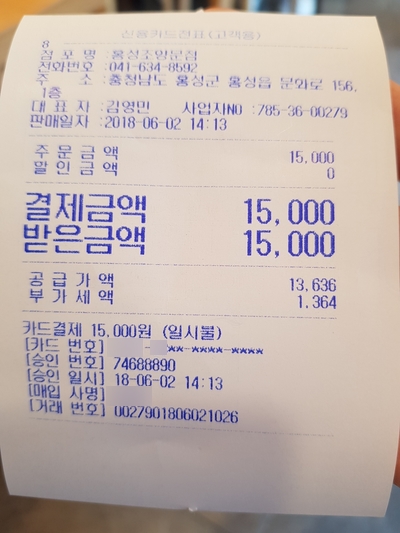 신용카드전표(고객용)
8
점 포 명 :홍성조양문점
전화번호 :041-634-8592
주 소 :충청남도 홍성군 홍성읍 문화로 156,
1층
대 표 자 :김영민 사업자NO :785-36-00279
판매일자 :2018-06-02 14:13
주 문 금 액 15,000
할 인 금 액 0
결제금액 15,000
받은금액 15,000
공 급 가 액 13,636
부 가 세 액 1,364
카드결제 15,000원 (일시불)
[카드 번호] - **-****-****
[승인 번호] 74688890
[승인 일시] 18-06-02 14:13
[매입 사명]
[거래 번호] 0027901806021026